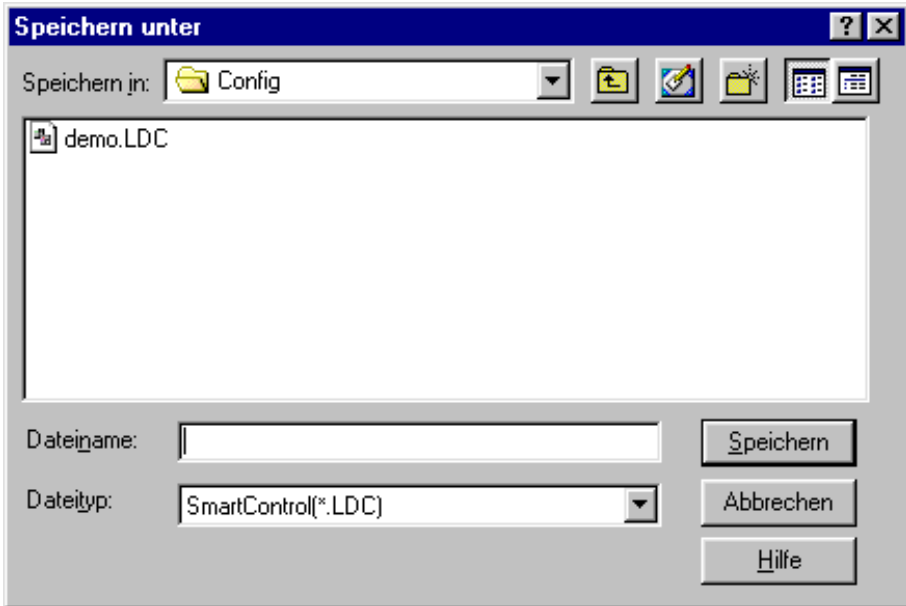 Speichern unter
Speichern in: Config
demo.LDC
Dateiname: Speichern
Dateityp: SmartControl(*.LDC) Abbrechen
Hilfe